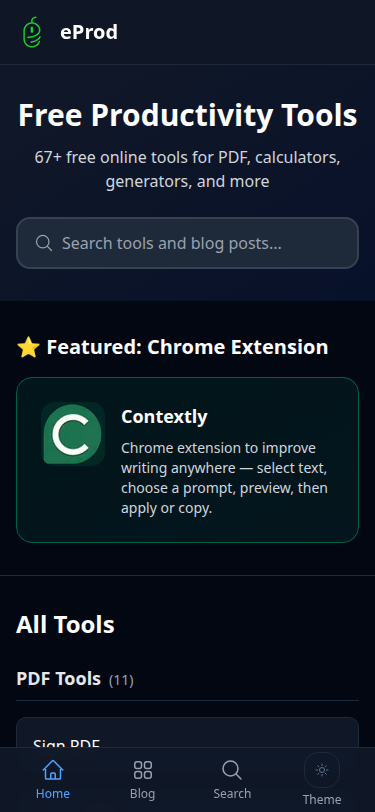 eProd
Free Productivity Tools
67+ free online tools for PDF, calculators,
generators, and more
Search tools and blog posts...
⭐ Featured: Chrome Extension
Contextly
Chrome extension to improve
writing anywhere — select text,
choose a prompt, preview, then
apply or copy.
All Tools
PDF Tools (11)
Sign PDF
Home Blog Search Theme